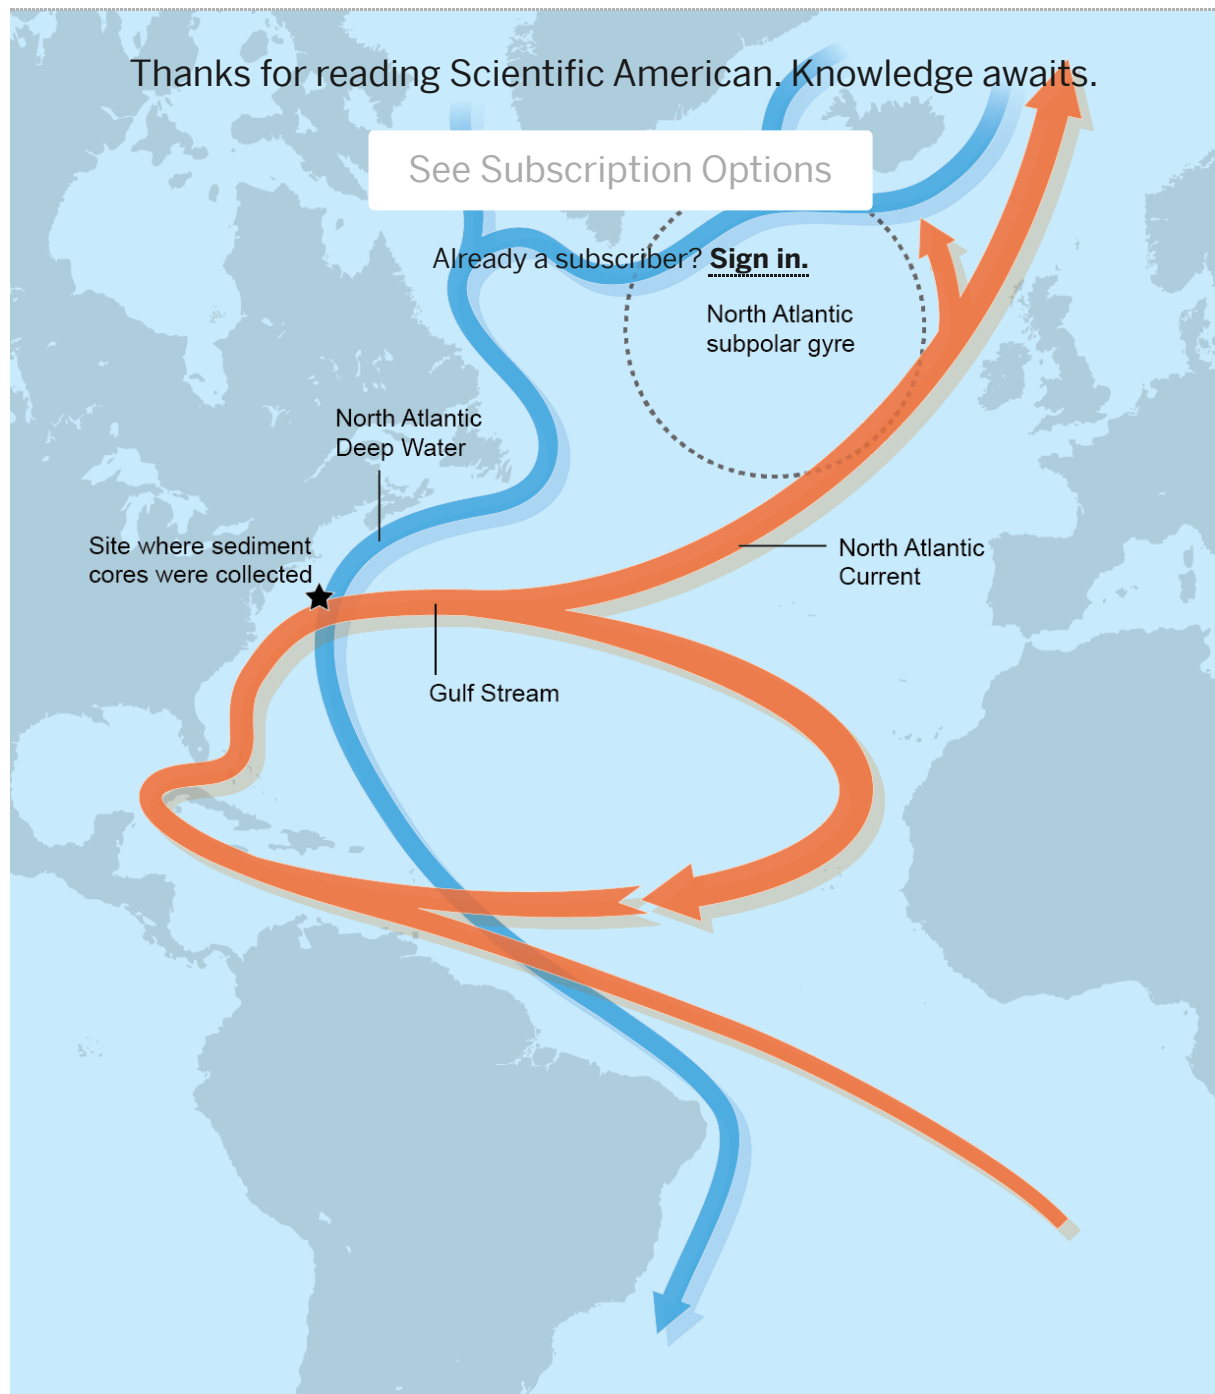 Thanks for reading Scientific American. Knowledge awaits.
See Subscription Options
Already a subscriber? Sign in.
North Atlantic
subpolar gyre
North Atlantic
Deep Water
Site where sediment
cores were collected
North Atlantic
Current
Gulf Stream